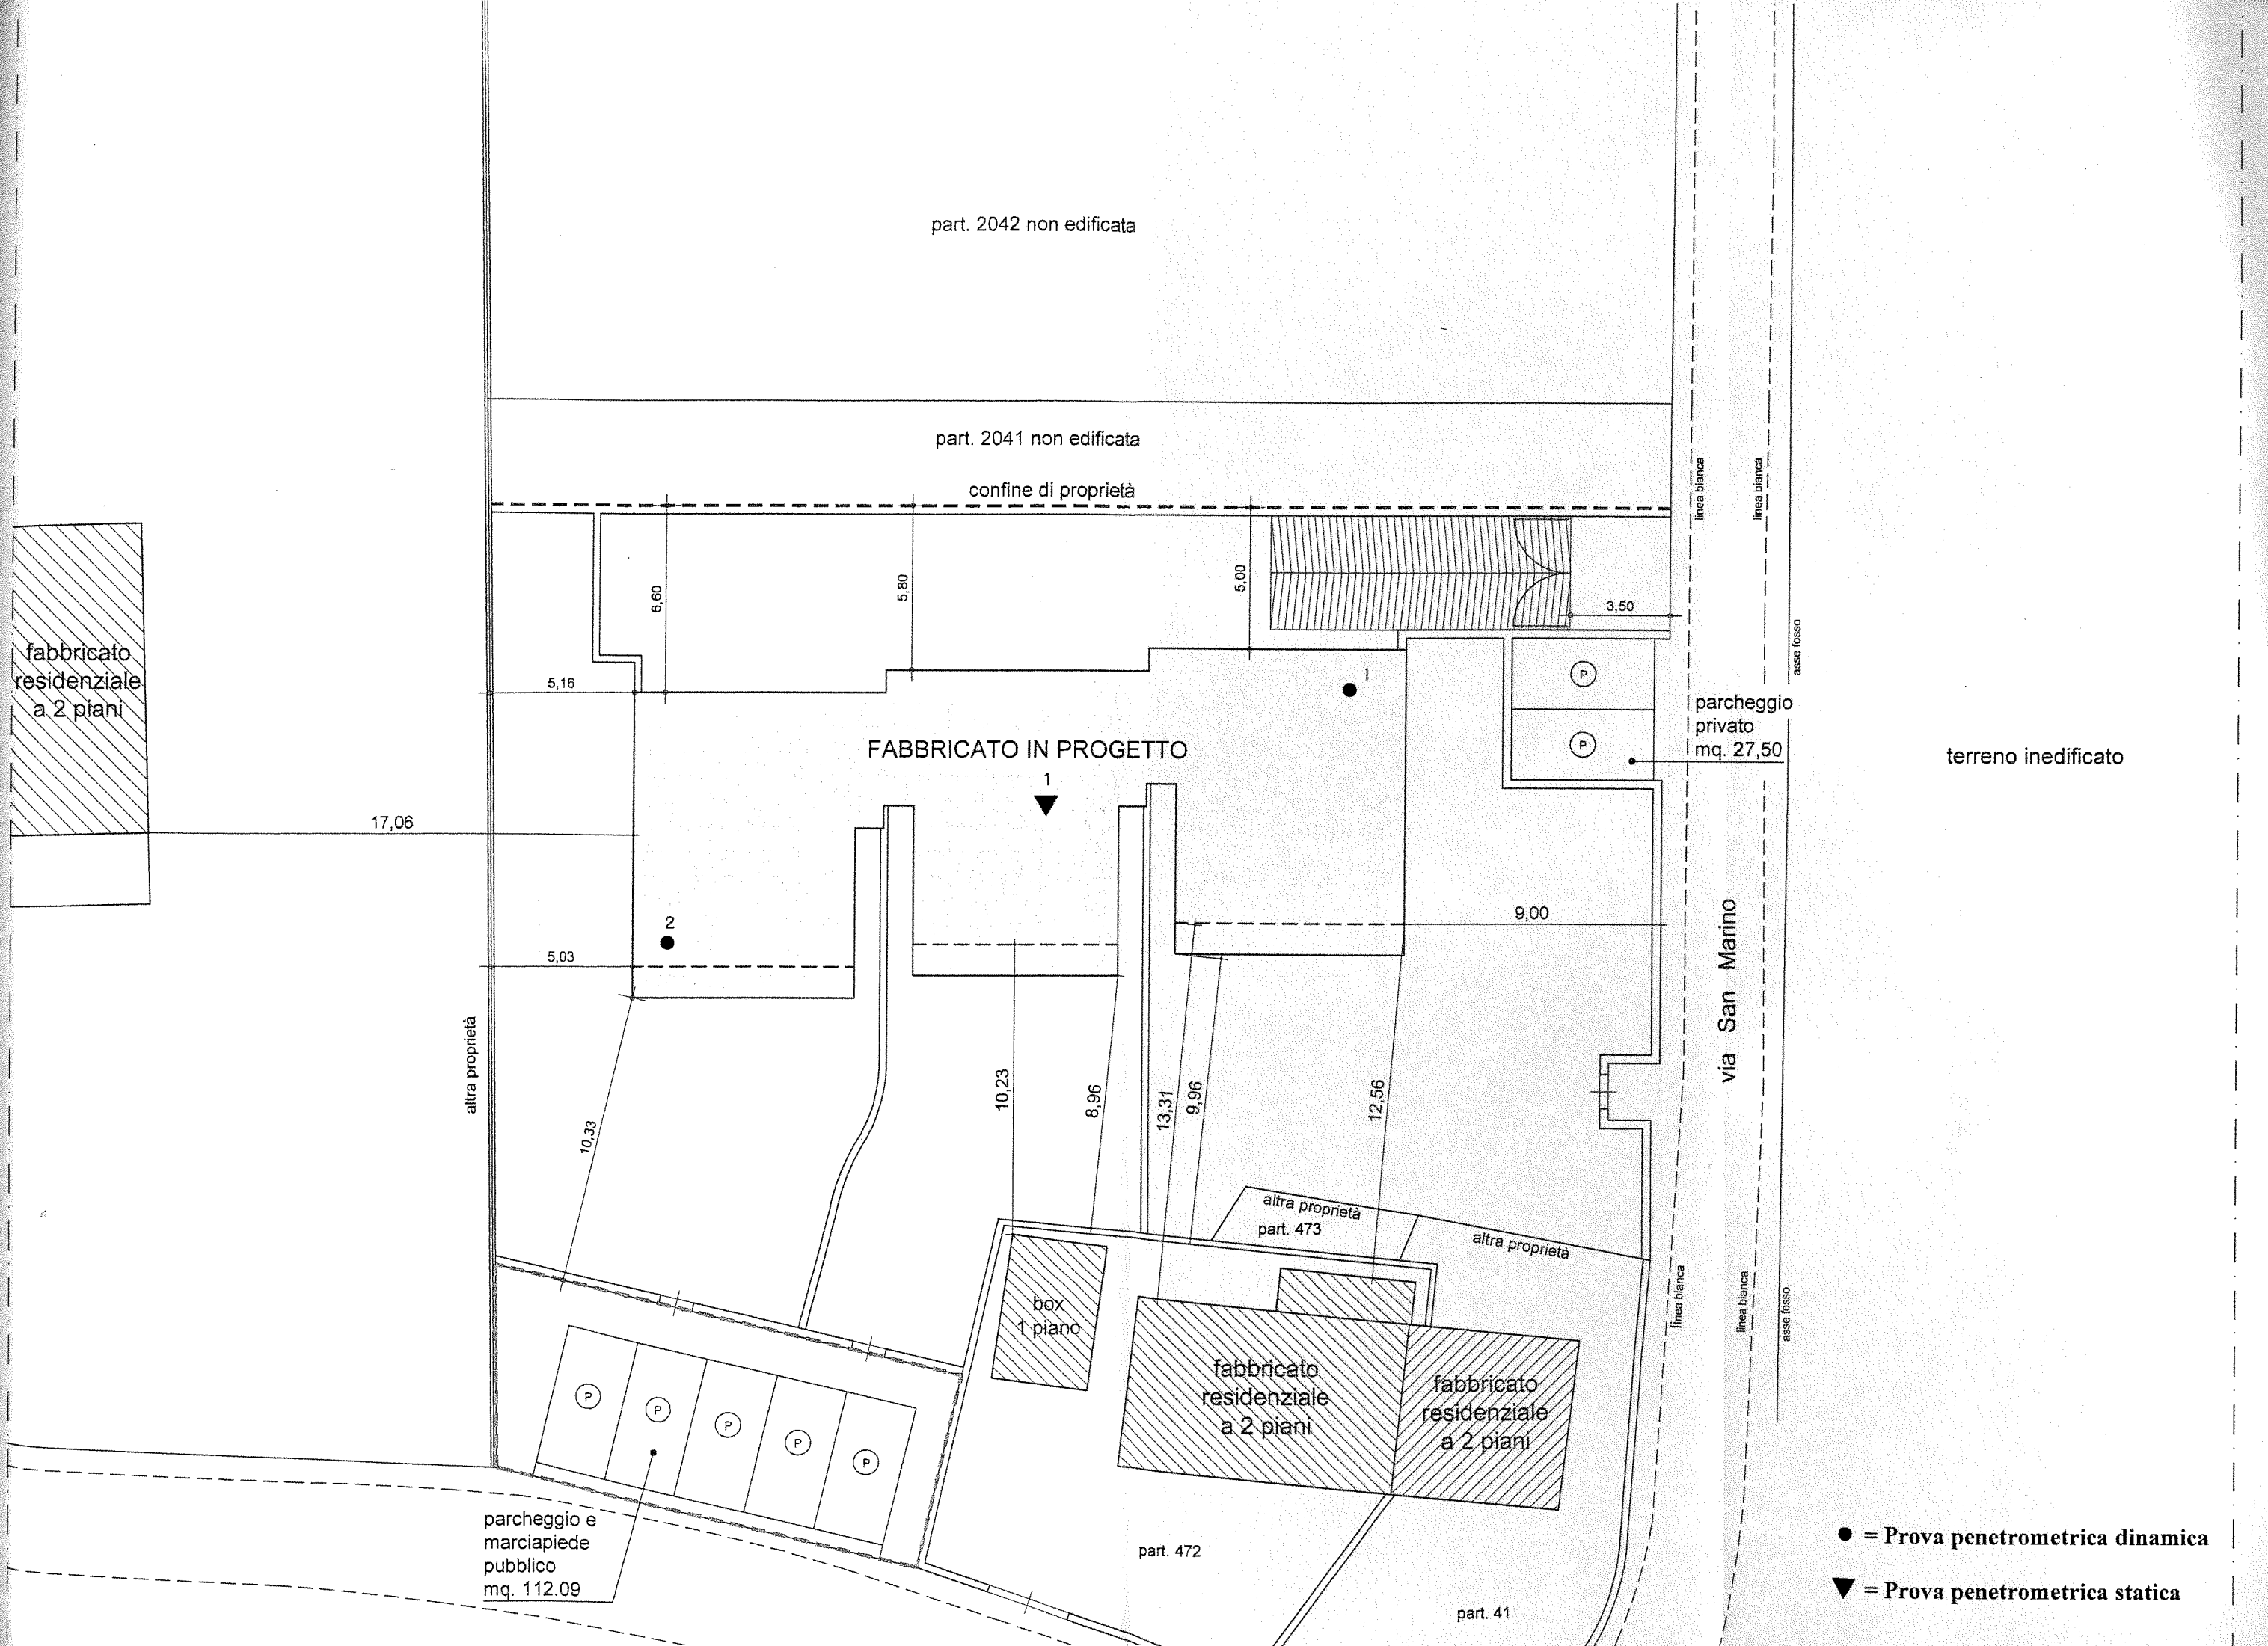 part. 2042 non edificata
part. 2041 non edificata
confine di proprietà
linea bianca
linea bianca
6,60
5,80
5,00
3,50
asse fosso
fabbricato
residenziale
a 2 piani
5,16
1
P
P
parcheggio
privato
mq. 27,50
FABBRICATO IN PROGETTO
1
terreno inedificato
17,06
2
9,00
5,03
via San Marino
altra proprietà
10,33
10,23
8,96
13,31
9,96
12,56
altra proprietà
part. 473
altra proprietà
linea bianca
linea bianca
asse fosso
box
1 piano
fabbricato
residenziale
a 2 piani
fabbricato
residenziale
a 2 piani
P
P
P
P
P
parcheggio e
marciapiede
pubblico
mq. 112.09
part. 472
part. 41
= Prova penetrometrica dinamica
= Prova penetrometrica statica